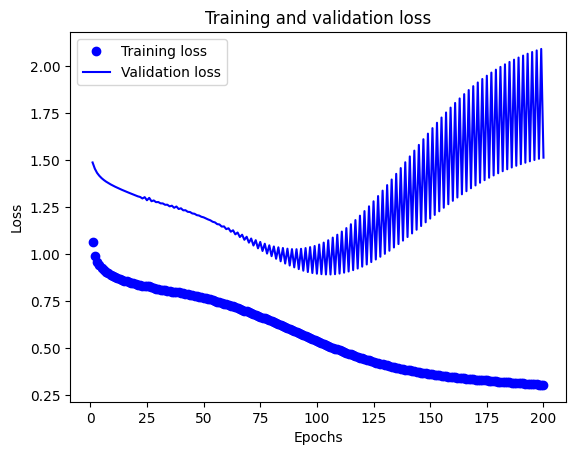 Training and validation loss
Training loss
Validation loss
2.00
1.75
1.50
1.25
1.00
0.75
0.50
0.25
Loss
0 25 50 75 100 125 150 175 200
Epochs